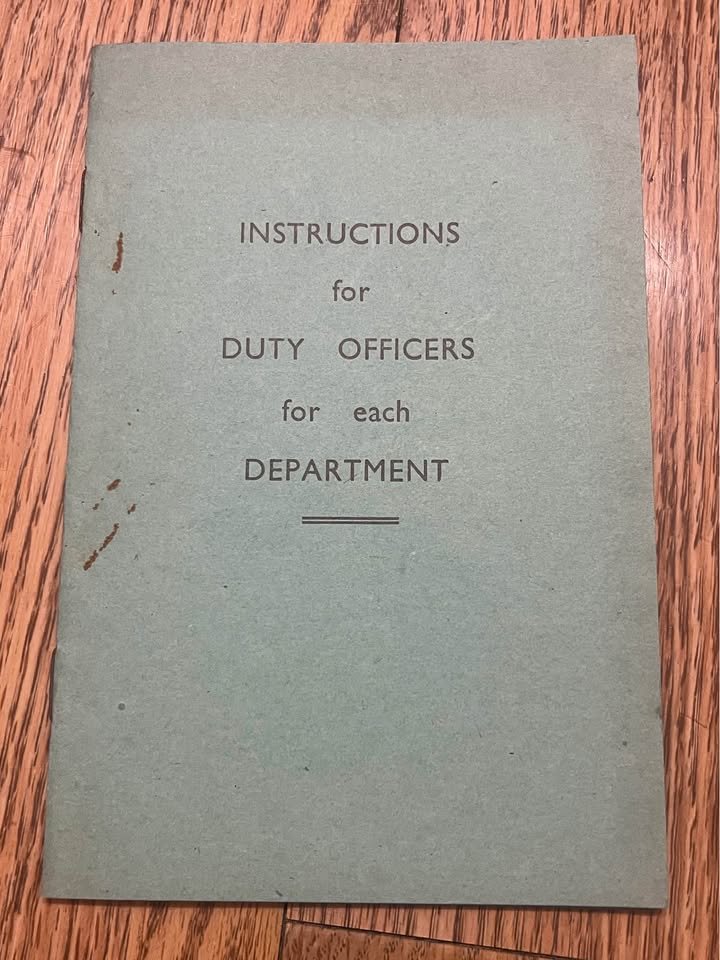 INSTRUCTIONS
for
DUTY OFFICERS
for each
DEPARTMENT